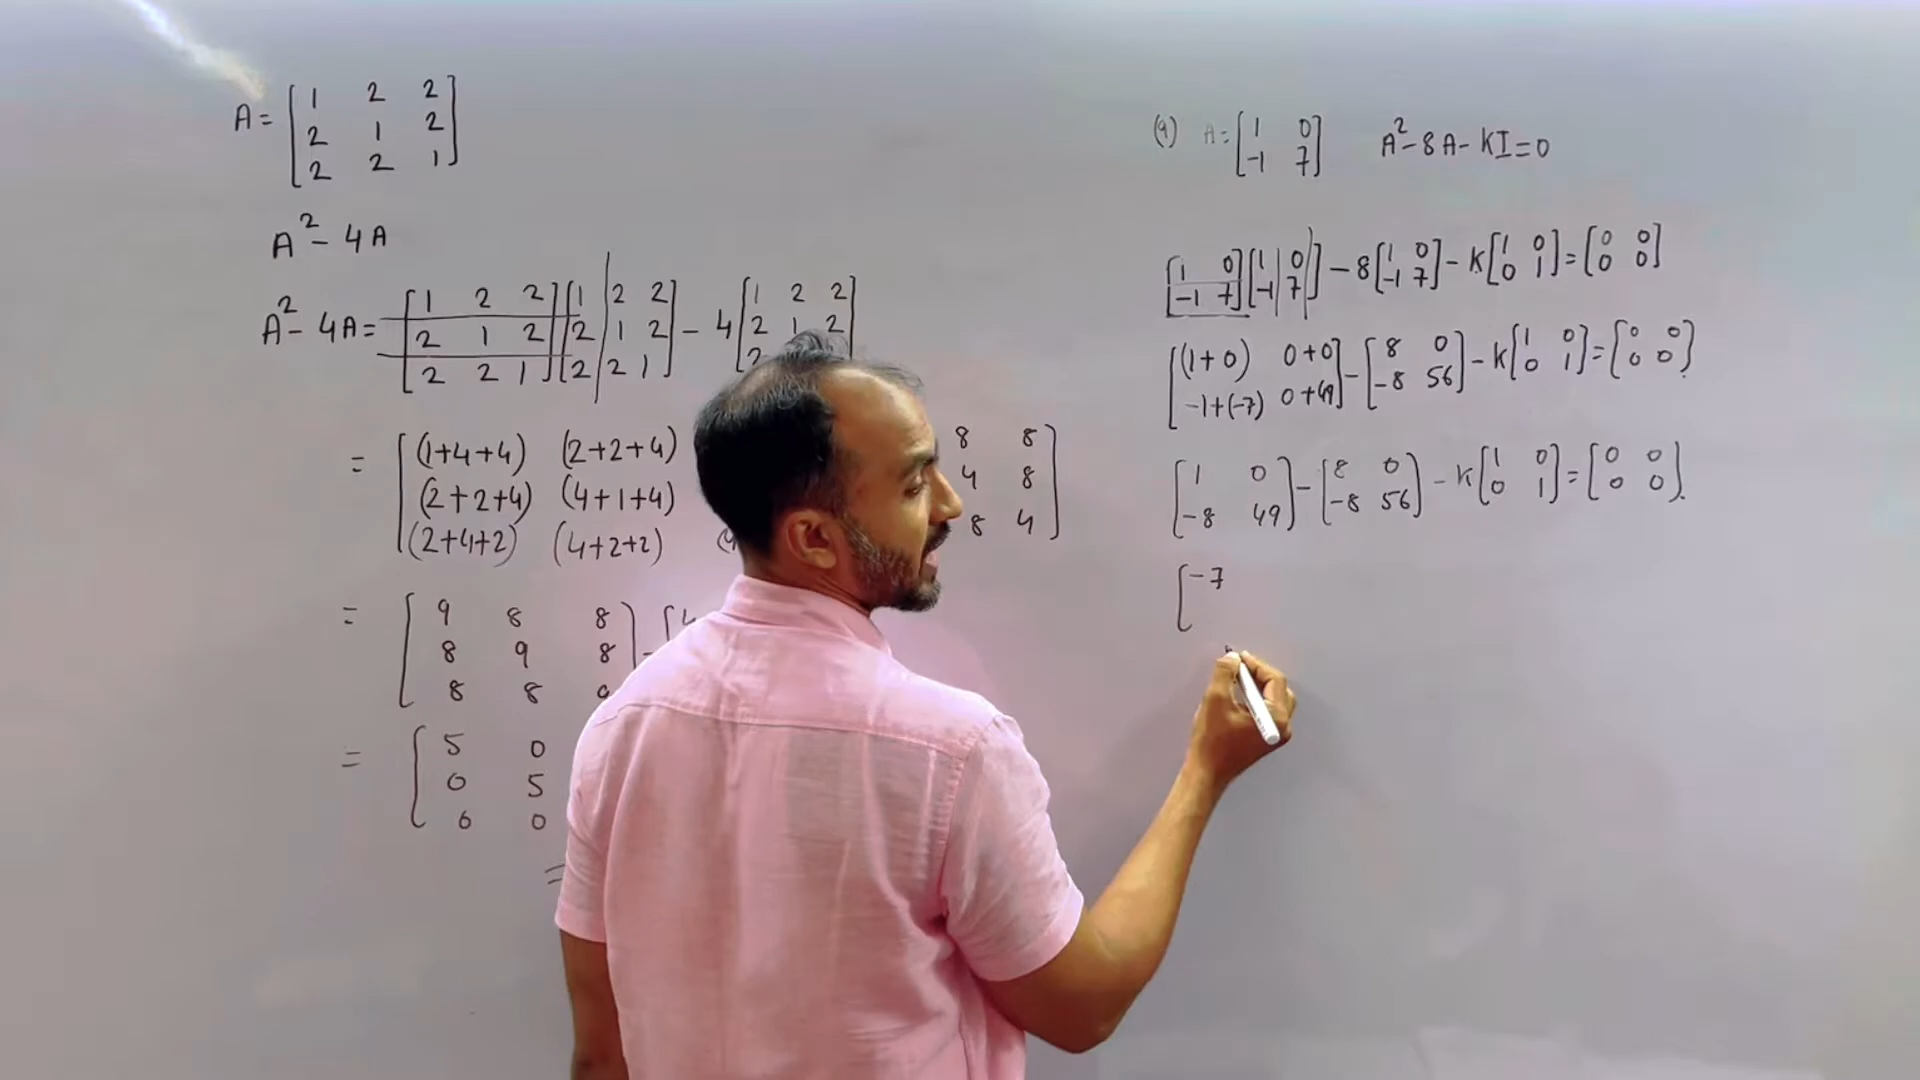 A = [1 2 2
2 1 2
2 2 1]
A² - 4A
A² - 4A = [1 2 2
2 1 2
2 2 1] [1 2 2
2 1 2
2 2 1] - 4 [1 2 2
2 1 2
2
= [(1+4+4) (2+2+4) 8 8
(2+2+4) (4+1+4) 4 8
(2+4+2) (4+2+2) 8 4]
= [9 8 8
8 9 8
8 8] - [
= [5 0
0 5
0 0
=
(9) A = [1 0
-1 7] A² - 8A - KI = 0
[1 0
-1 7] [1 0
-1 7] - 8 [1 0
-1 7] - K [1 0
0 1] = [0 0
0 0]
[(1+0) 0+0
-1+(-7) 0+49] - [8 0
-8 56] - K [1 0
0 1] = [0 0
0 0].
[1 0
-8 49] - [8 0
-8 56] - K [1 0
0 1] = [0 0
0 0].
[-7